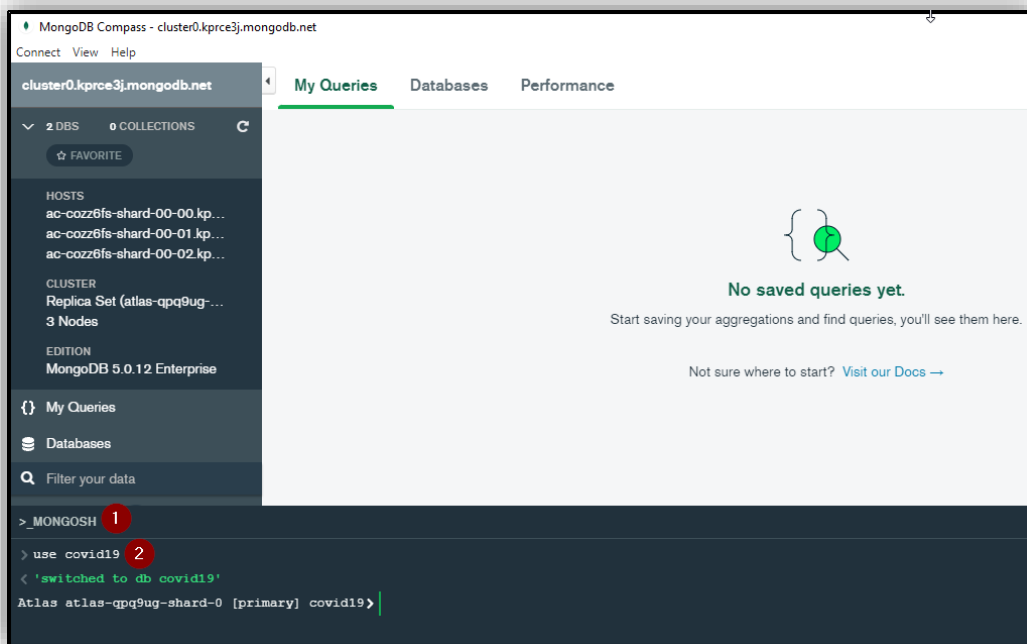 MongoDB Compass - cluster0.kprce3j.mongodb.net
Connect View Help
cluster0.kprce3j.mongodb.net
My Queries Databases Performance
2 DBS 0 COLLECTIONS
FAVORITE
HOSTS
ac-cozz6fs-shard-00-00.kp...
ac-cozz6fs-shard-00-01.kp...
ac-cozz6fs-shard-00-02.kp...
CLUSTER
Replica Set (atlas-qpq9ug-...
3 Nodes
EDITION
MongoDB 5.0.12 Enterprise
{} My Queries
Databases
Filter your data
No saved queries yet.
Start saving your aggregations and find queries, you'll see them here.
Not sure where to start? Visit our Docs →
>_MONGOSH 1
> use covid19 2
< 'switched to db covid19'
Atlas atlas-qpq9ug-shard-0 [primary] covid19>